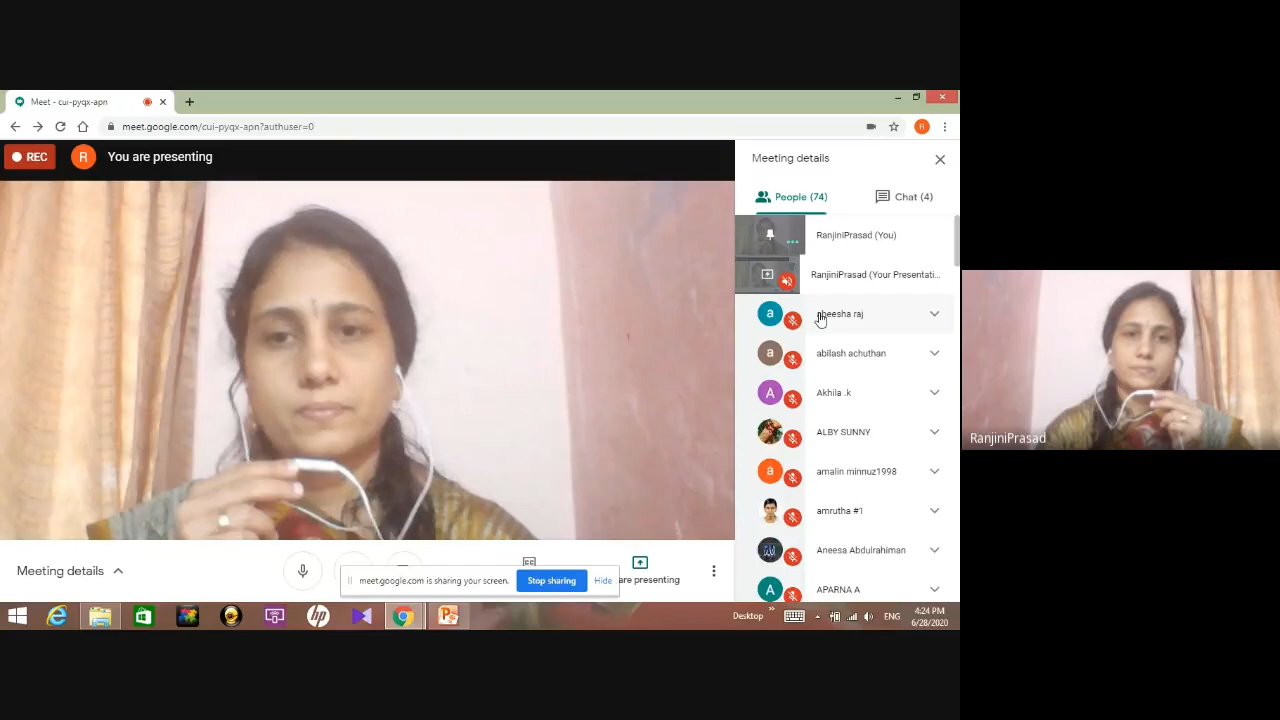 Meet - cui-pyqx-apn
meet.google.com/cui-pyqx-apn?authuser=0
R
REC
R
You are presenting
Meeting details
People (74)
Chat (4)
RanjiniPrasad (You)
RanjiniPrasad (Your Presentati...
a
raj
a
abilash achuthan
A
Akhila .k
ALBY SUNNY
a
amalin minnuz1998
amrutha #1
Aneesa Abdulrahiman
A
APARNA A
RanjiniPrasad
Meeting details
meet.google.com is sharing your screen.
Stop sharing
Hide
are presenting
hp
Desktop
ENG
4:24 PM
6/28/2020